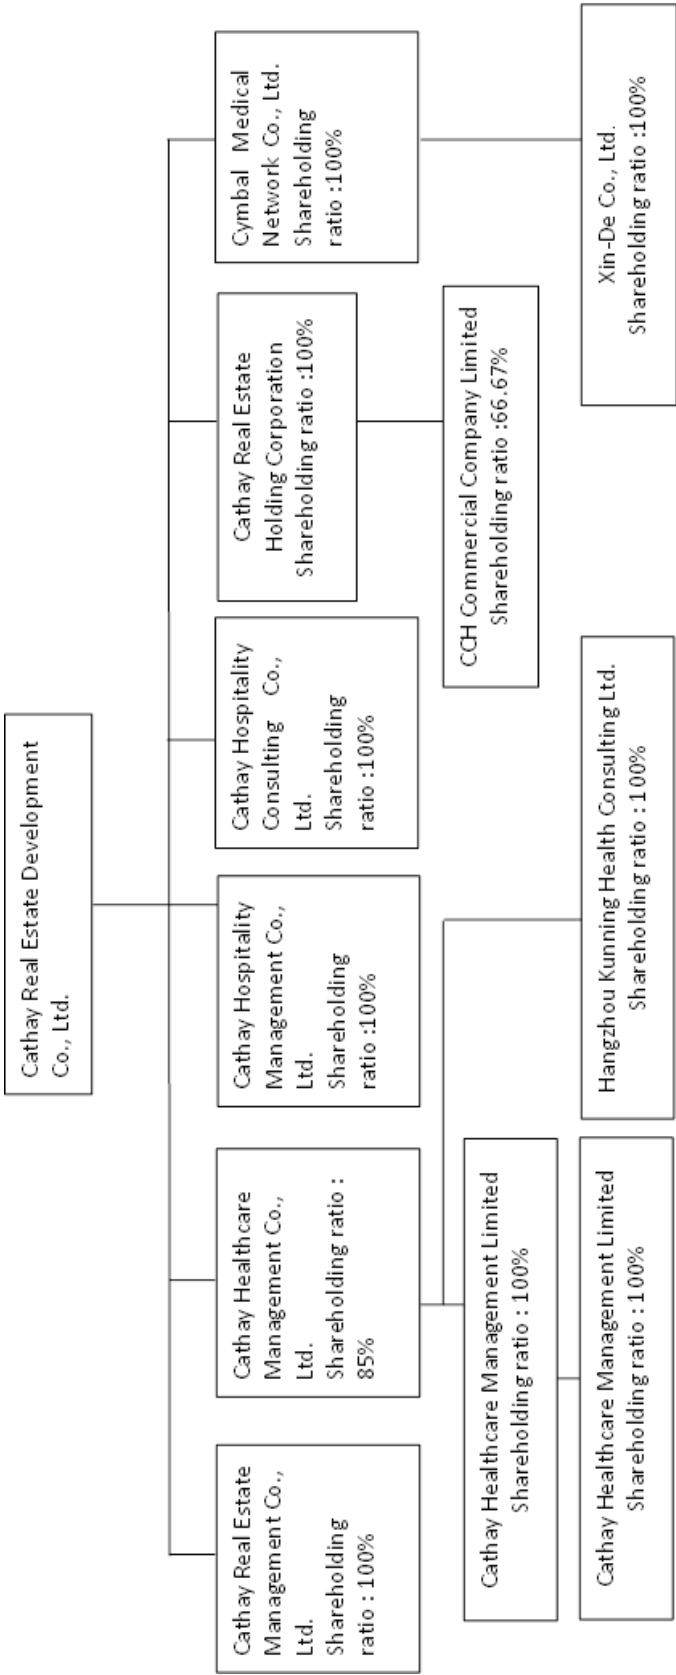 Cathay Real Estate Development
Co., Ltd.
Cathay Real Estate
Management Co.,
Ltd.
Shareholding
ratio : 100%
Cathay Healthcare
Management Co.,
Ltd.
Shareholding ratio :
85%
Cathay Hospitality
Management Co.,
Ltd.
Shareholding
ratio :100%
Cathay Hospitality
Consulting Co.,
Ltd.
Shareholding
ratio :100%
Cathay Real Estate
Holding Corporation
Shareholding ratio :100%
Cymbal Medical
Network Co., Ltd.
Shareholding
ratio :100%
Cathay Healthcare Management Limited
Shareholding ratio : 100%
CCH Commercial Company Limited
Shareholding ratio :66.67%
Cathay Healthcare Management Limited
Shareholding ratio : 100%
Hangzhou Kunning Health Consulting Ltd.
Shareholding ratio : 100%
Xin-De Co., Ltd.
Shareholding ratio :100%